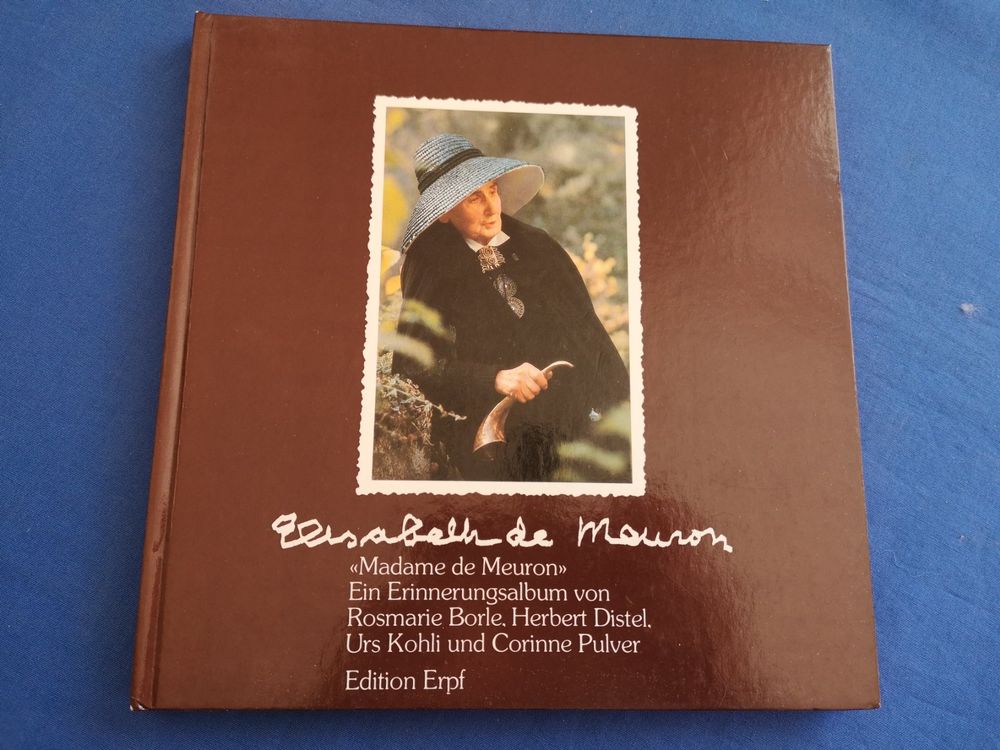 Elisabeth de Meuron
«Madame de Meuron»
Ein Erinnerungsalbum von
Rosmarie Borle, Herbert Distel,
Urs Kohli und Corinne Pulver
Edition Erpf